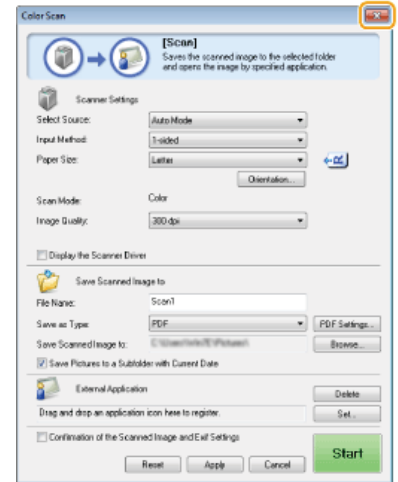 Color Scan
[Scan]
Saves the scanned image to the selected folder
and opens the image by specified application.
Scanner Settings
Select Source:
Auto Mode
Input Method:
1-sided
Paper Size:
Letter
Orientation...
Scan Mode:
Color
Image Quality:
300 dpi
Display the Scanner Driver
Save Scanned Image to
File Name:
Scan1
Save as Type:
PDF
PDF Settings...
Save Scanned Image to:
Browse...
Save Pictures to a Subfolder with Current Date
External Application
Delete
Drag and drop an application icon here to register.
Set...
Confirmation of the Scanned Image and Exif Settings
Start
Reset
Apply
Cancel